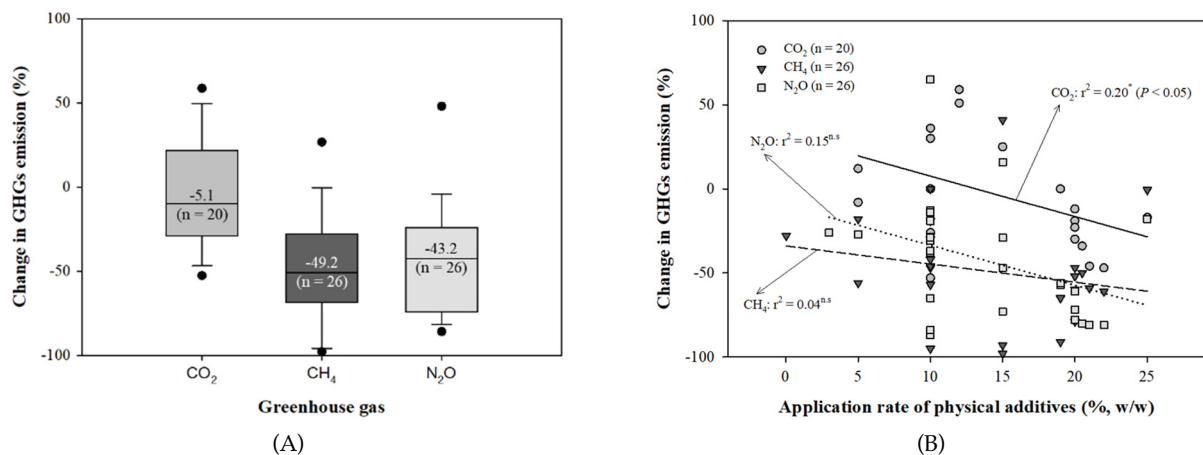 100
50
0
-50
-100
Change in GHGs emission (%)
-5.1
(n = 20)
-49.2
(n = 26)
-43.2
(n = 26)
CO₂
CH₄
N₂O
Greenhouse gas
(A)
100
50
-0
-50
-100
Change in GHGs emission (%)
CO₂ (n = 20)
CH₄ (n = 26)
N₂O (n = 26)
CO₂: r² = 0.20* (P < 0.05)
N₂O: r² = 0.15ⁿ·ˢ
CH₄: r² = 0.04ⁿ·ˢ
0 5 10 15 20 25
Application rate of physical additives (%, w/w)
(B)